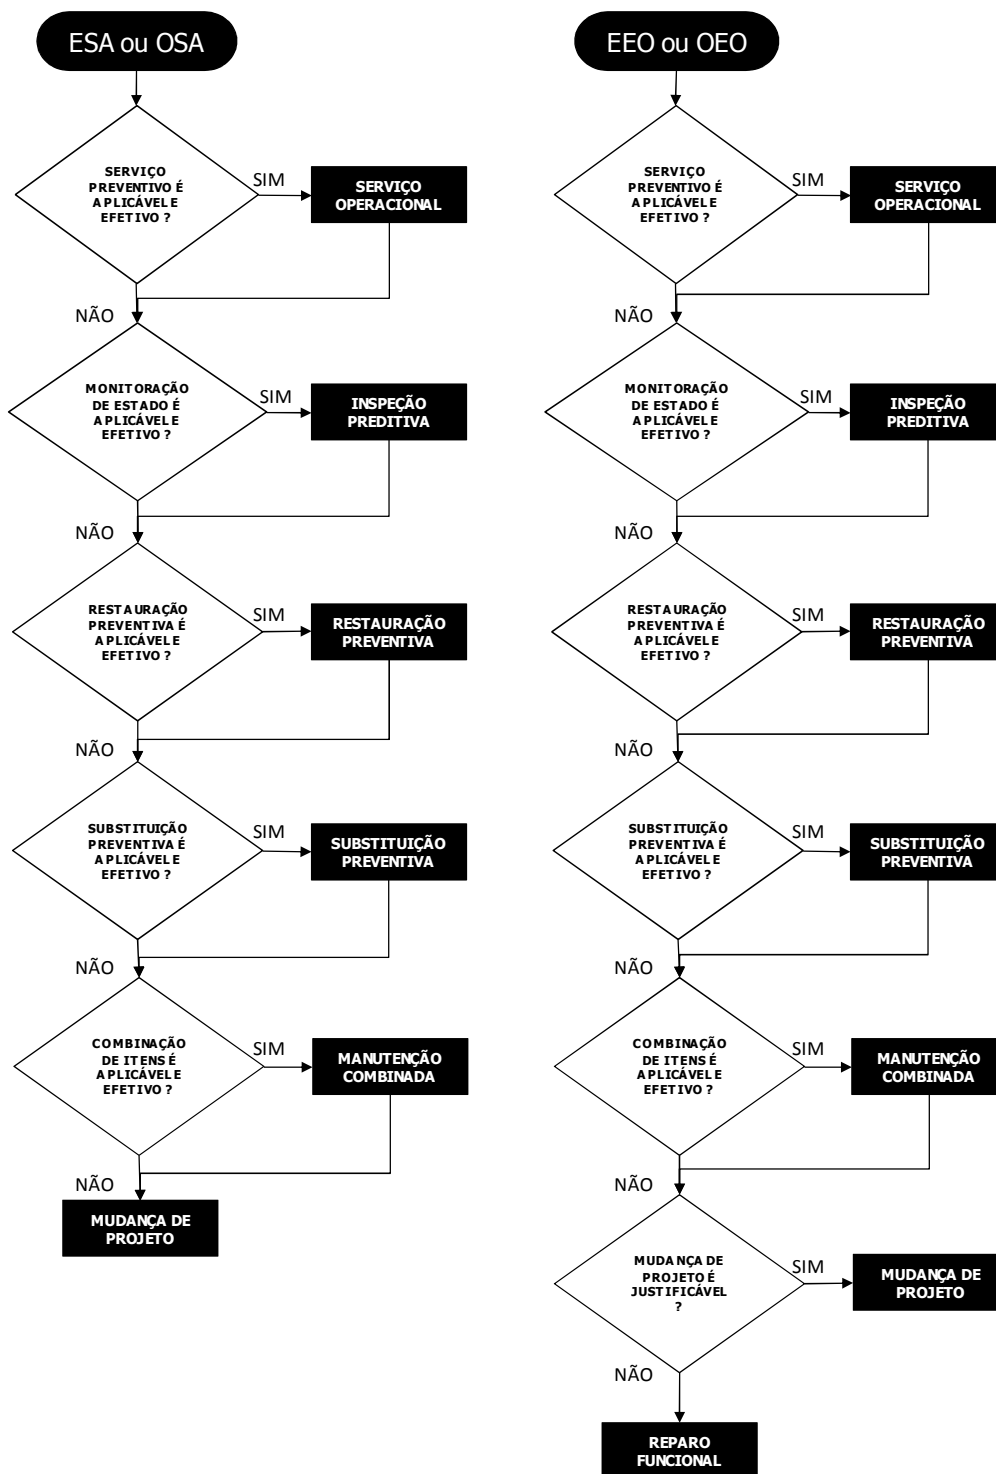 ESA ou OSA
SERVIÇO
PREVENTIVO É
APLICÁVEL E
EFETIVO ?
SIM
SERVIÇO
OPERACIONAL
NÃO
MONITORAÇÃO
DE ESTADO É
APLICÁVEL E
EFETIVO ?
SIM
INSPEÇÃO
PREDITIVA
NÃO
RESTAURAÇÃO
PREVENTIVA É
APLICÁVEL E
EFETIVO ?
SIM
RESTAURAÇÃO
PREVENTIVA
NÃO
SUBSTITUIÇÃO
PREVENTIVA É
APLICÁVEL E
EFETIVO ?
SIM
SUBSTITUIÇÃO
PREVENTIVA
NÃO
COMBINAÇÃO
DE ITENS É
APLICÁVEL E
EFETIVO ?
SIM
MANUTENÇÃO
COMBINADA
NÃO
MUDANÇA DE
PROJETO
EEO ou OEO
SERVIÇO
PREVENTIVO É
APLICÁVEL E
EFETIVO ?
SIM
SERVIÇO
OPERACIONAL
NÃO
MONITORAÇÃO
DE ESTADO É
APLICÁVEL E
EFETIVO ?
SIM
INSPEÇÃO
PREDITIVA
NÃO
RESTAURAÇÃO
PREVENTIVA É
APLICÁVEL E
EFETIVO ?
SIM
RESTAURAÇÃO
PREVENTIVA
NÃO
SUBSTITUIÇÃO
PREVENTIVA É
APLICÁVEL E
EFETIVO ?
SIM
SUBSTITUIÇÃO
PREVENTIVA
NÃO
COMBINAÇÃO
DE ITENS É
APLICÁVEL E
EFETIVO ?
SIM
MANUTENÇÃO
COMBINADA
NÃO
MUDANÇA DE
PROJETO É
JUSTIFICÁVEL
?
SIM
MUDANÇA DE
PROJETO
NÃO
REPARO
FUNCIONAL